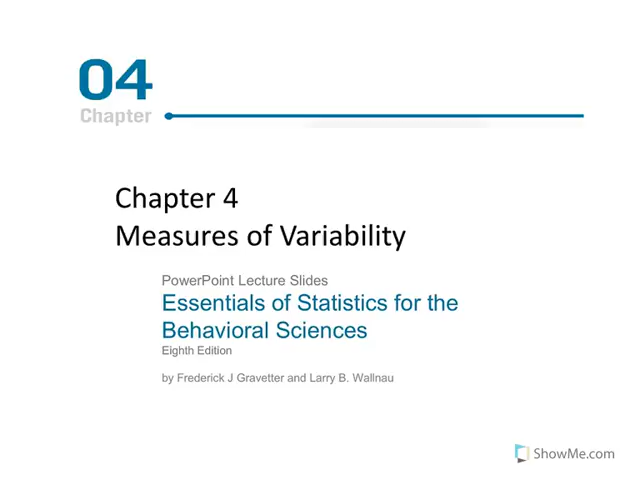 04
Chapter
Chapter 4
Measures of Variability
PowerPoint Lecture Slides
Essentials of Statistics for the
Behavioral Sciences
Eighth Edition
by Frederick J Gravetter and Larry B. Wallnau
ShowMe.com